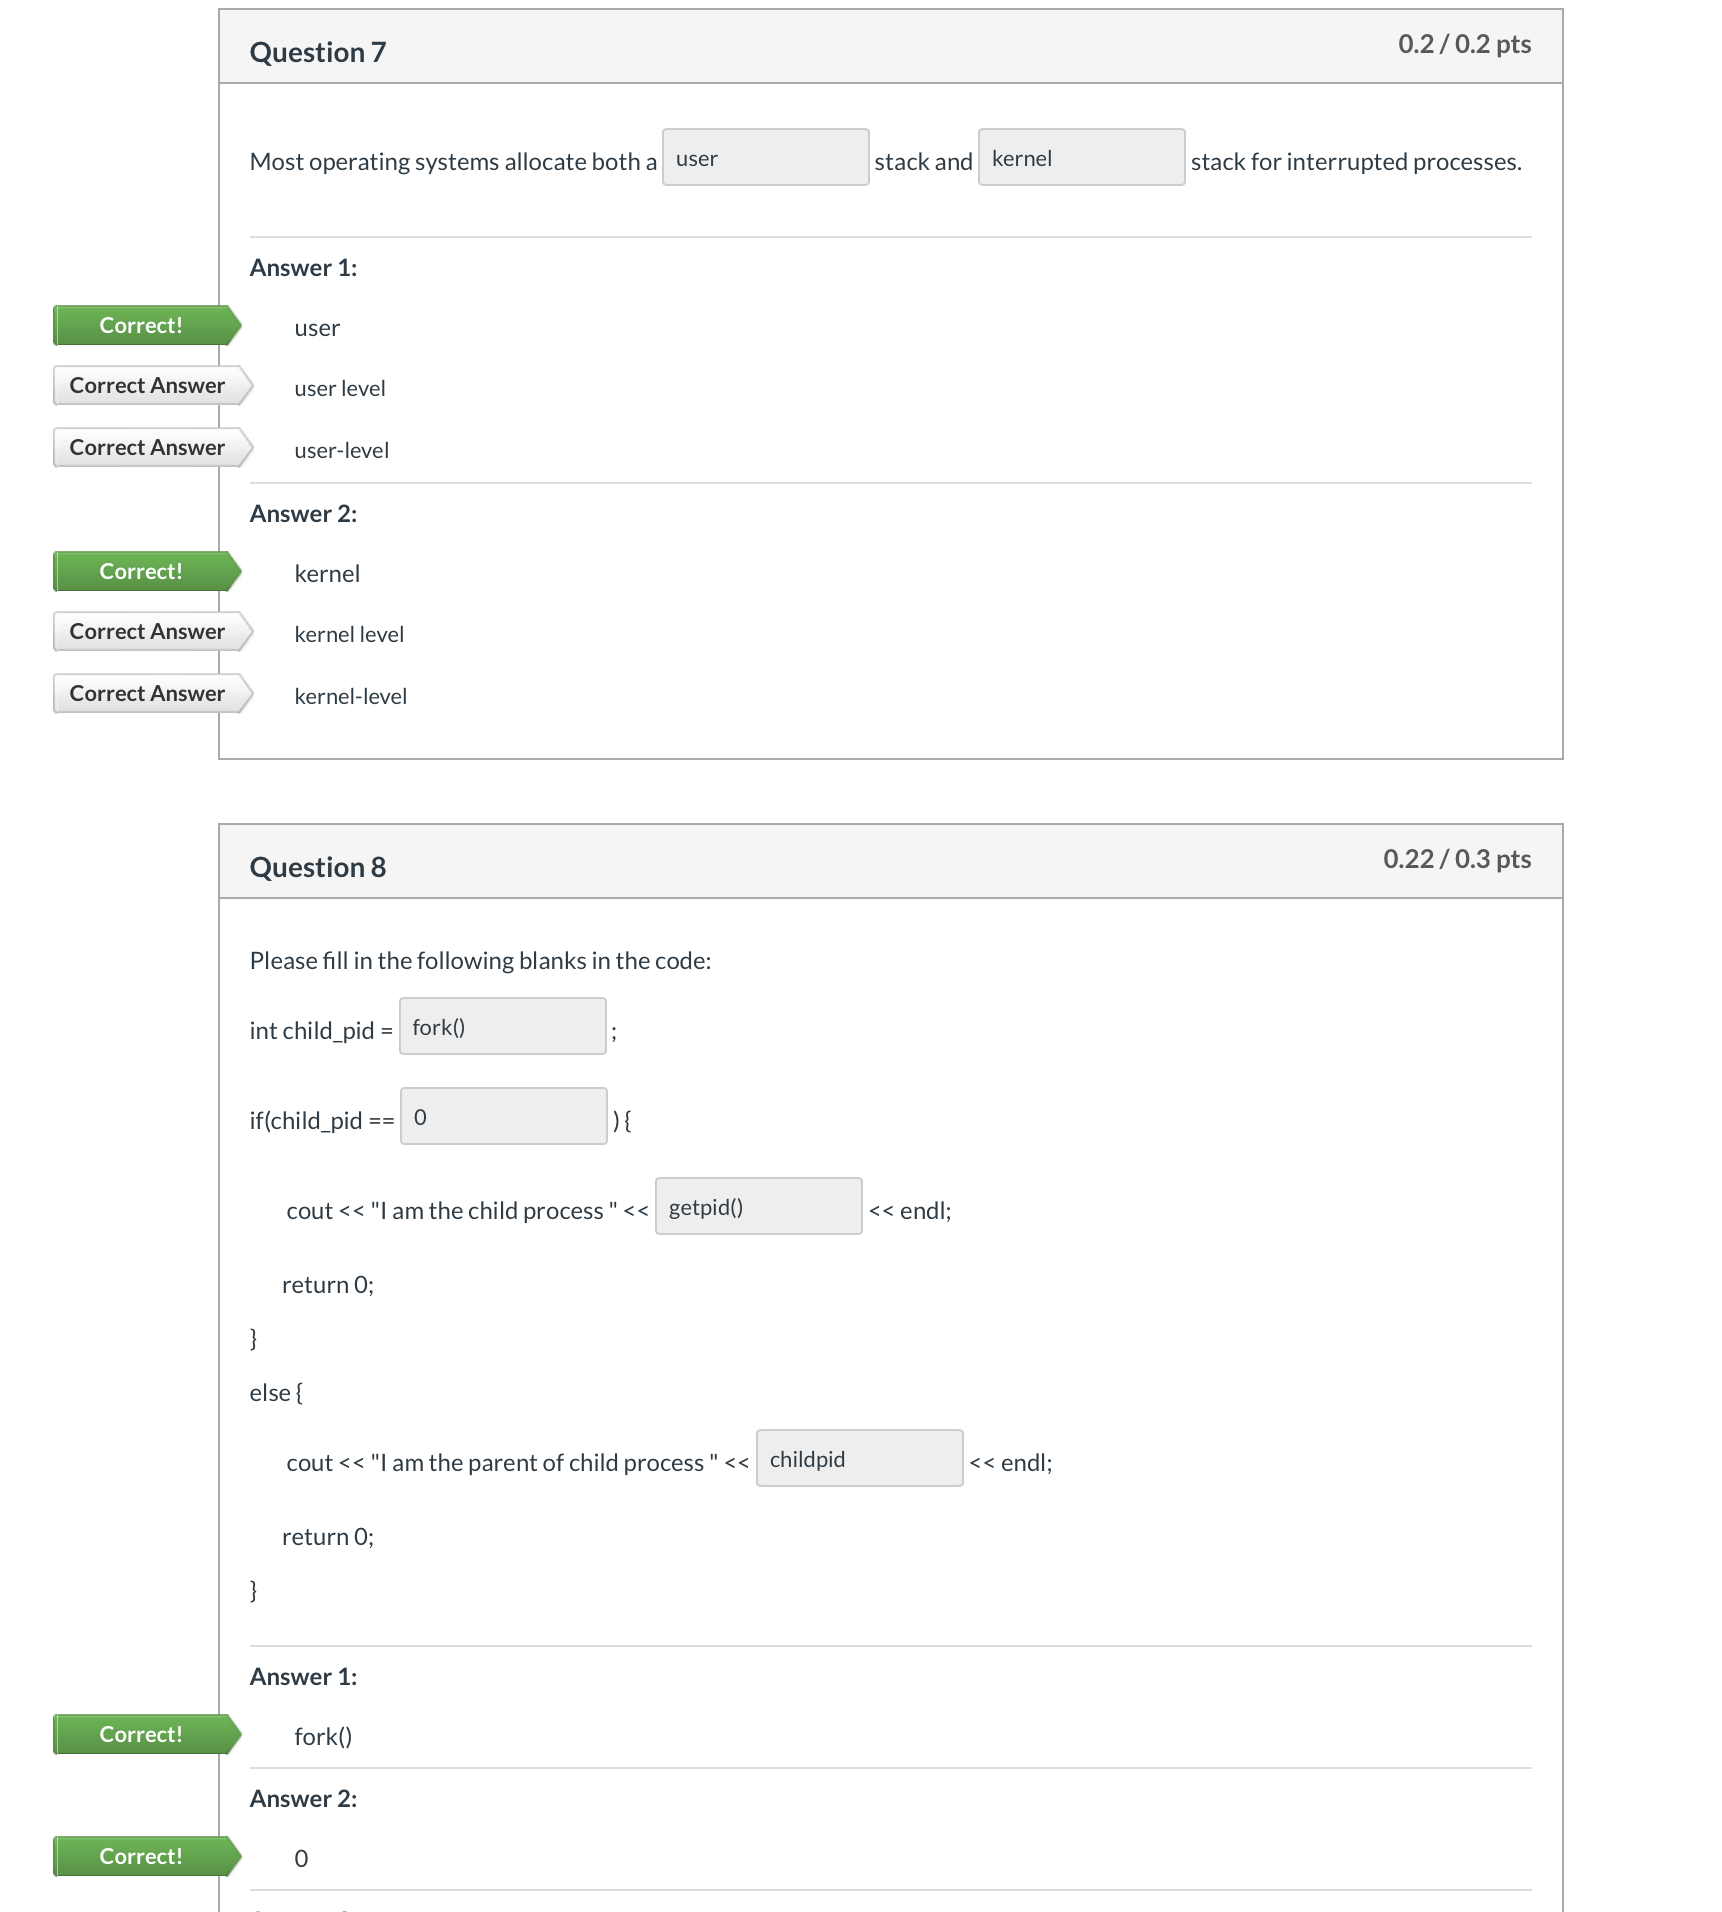 Question 7
0.2 / 0.2 pts
Most operating systems allocate both a user stack and kernel stack for interrupted processes.
Answer 1:
Correct! user
Correct Answer user level
Correct Answer user-level
Answer 2:
Correct! kernel
Correct Answer kernel level
Correct Answer kernel-level
Question 8
0.22 / 0.3 pts
Please fill in the following blanks in the code:
int child_pid = fork() ;
if(child_pid == 0 ) {
cout << "I am the child process " << getpid() << endl;
return 0;
}
else {
cout << "I am the parent of child process " << childpid << endl;
return 0;
}
Answer 1:
Correct! fork()
Answer 2:
Correct! 0